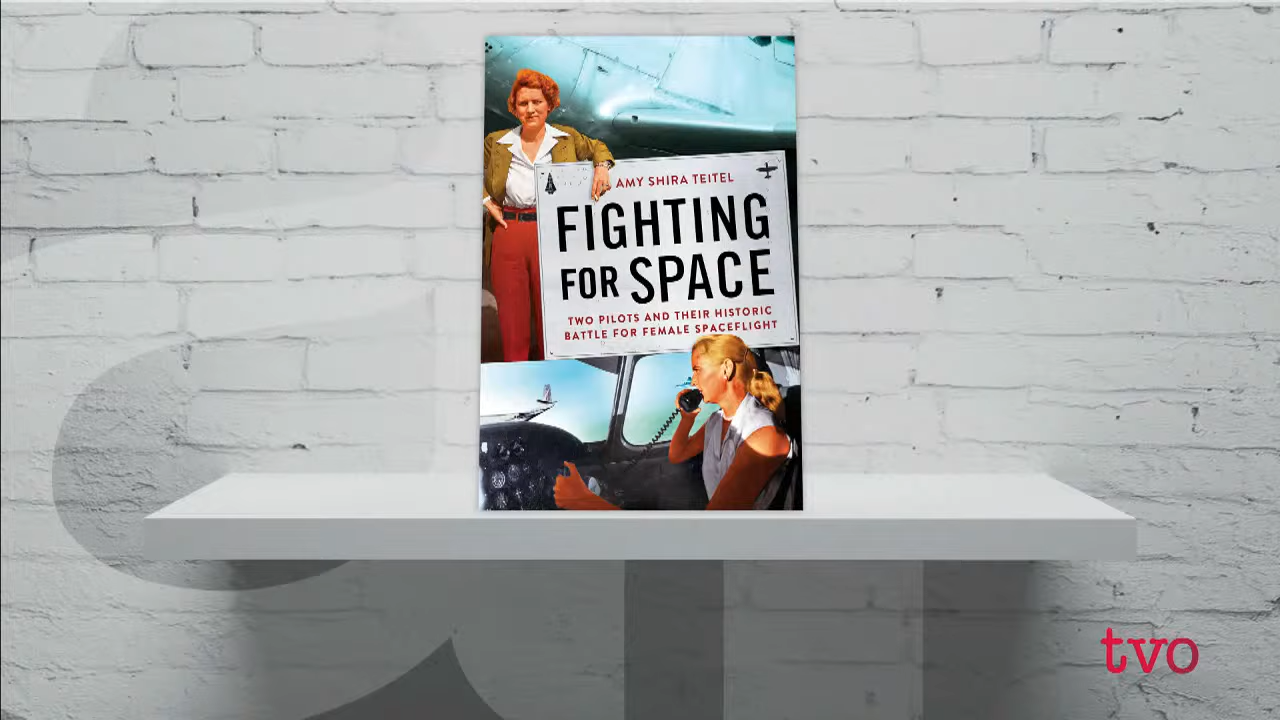 AMY SHIRA TEITEL
FIGHTING
FOR SPACE
TWO PILOTS AND THEIR HISTORIC
BATTLE FOR FEMALE SPACEFLIGHT
tvo